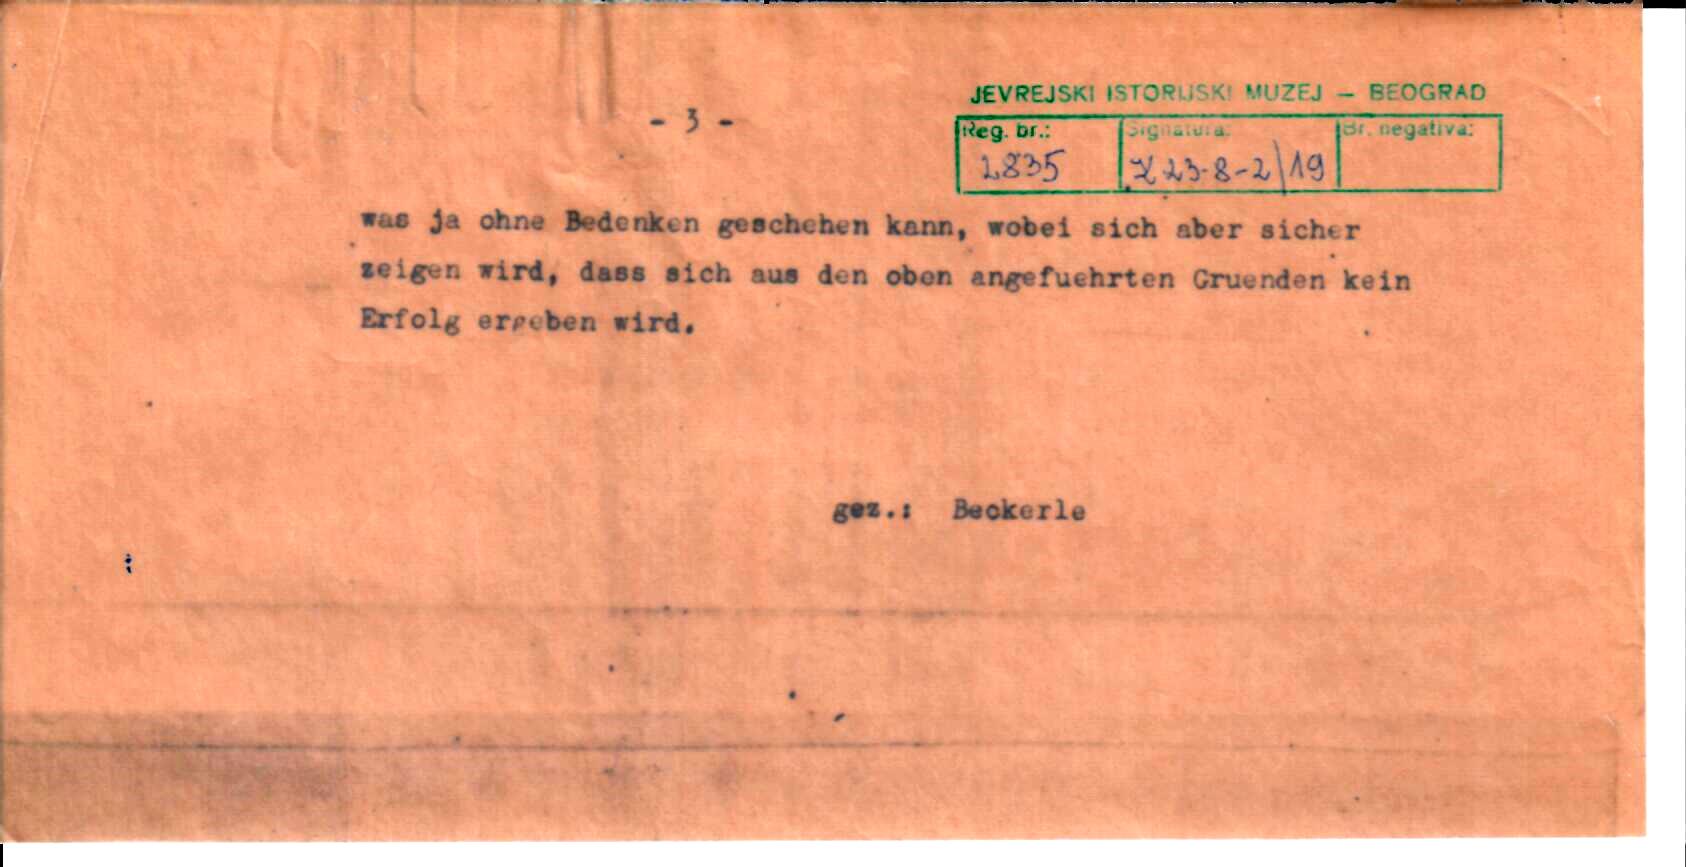 - 3 -
JEVREJSKI ISTORIJSKI MUZEJ — BEOGRAD
Reg. br.: Signatura: Br. negativa:
2835 Ž 23-8-2/19
was ja ohne Bedenken geschehen kann, wobei sich aber sicher
zeigen wird, dass sich aus den oben angefuehrten Gruenden kein
Erfolg ergeben wird.
gez.: Beckerle